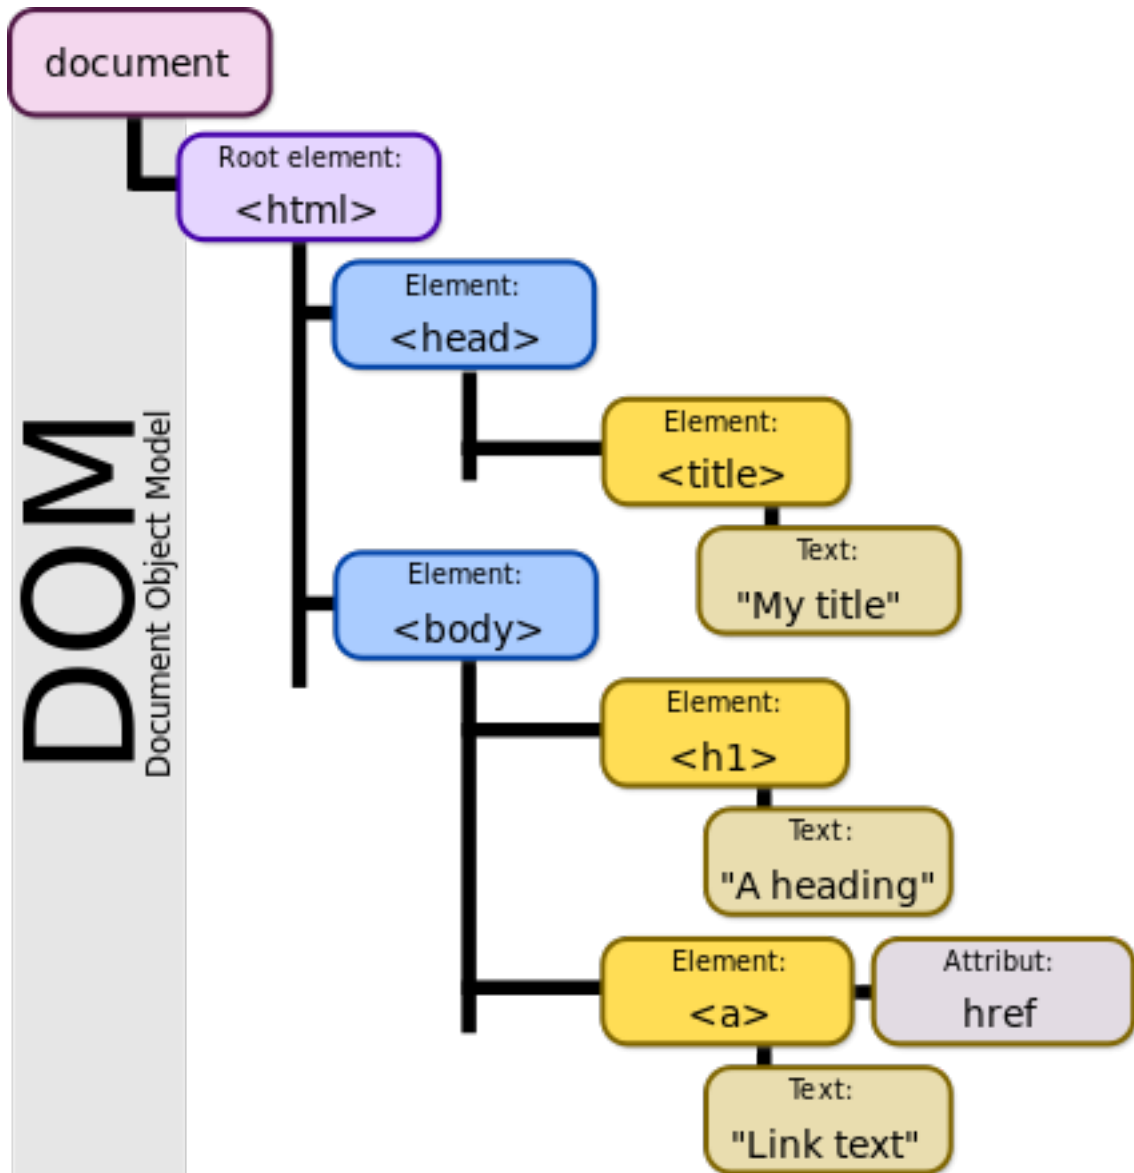 document
Root element:
<html>
Element:
<head>
Element:
<title>
Text:
"My title"
Element:
<body>
Element:
<h1>
Text:
"A heading"
Element:
<a>
Attribut:
href
Text:
"Link text"
DOM
Document Object Model